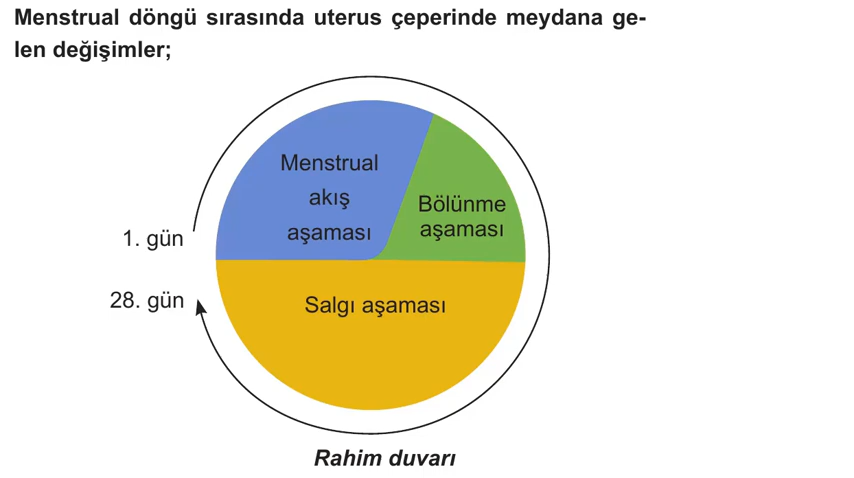 Menstrual döngü sırasında uterus çeperinde meydana ge-
len değişimler;
Menstrual
akış
aşaması
Bölünme
aşaması
1. gün
28. gün
Salgı aşaması
Rahim duvarı